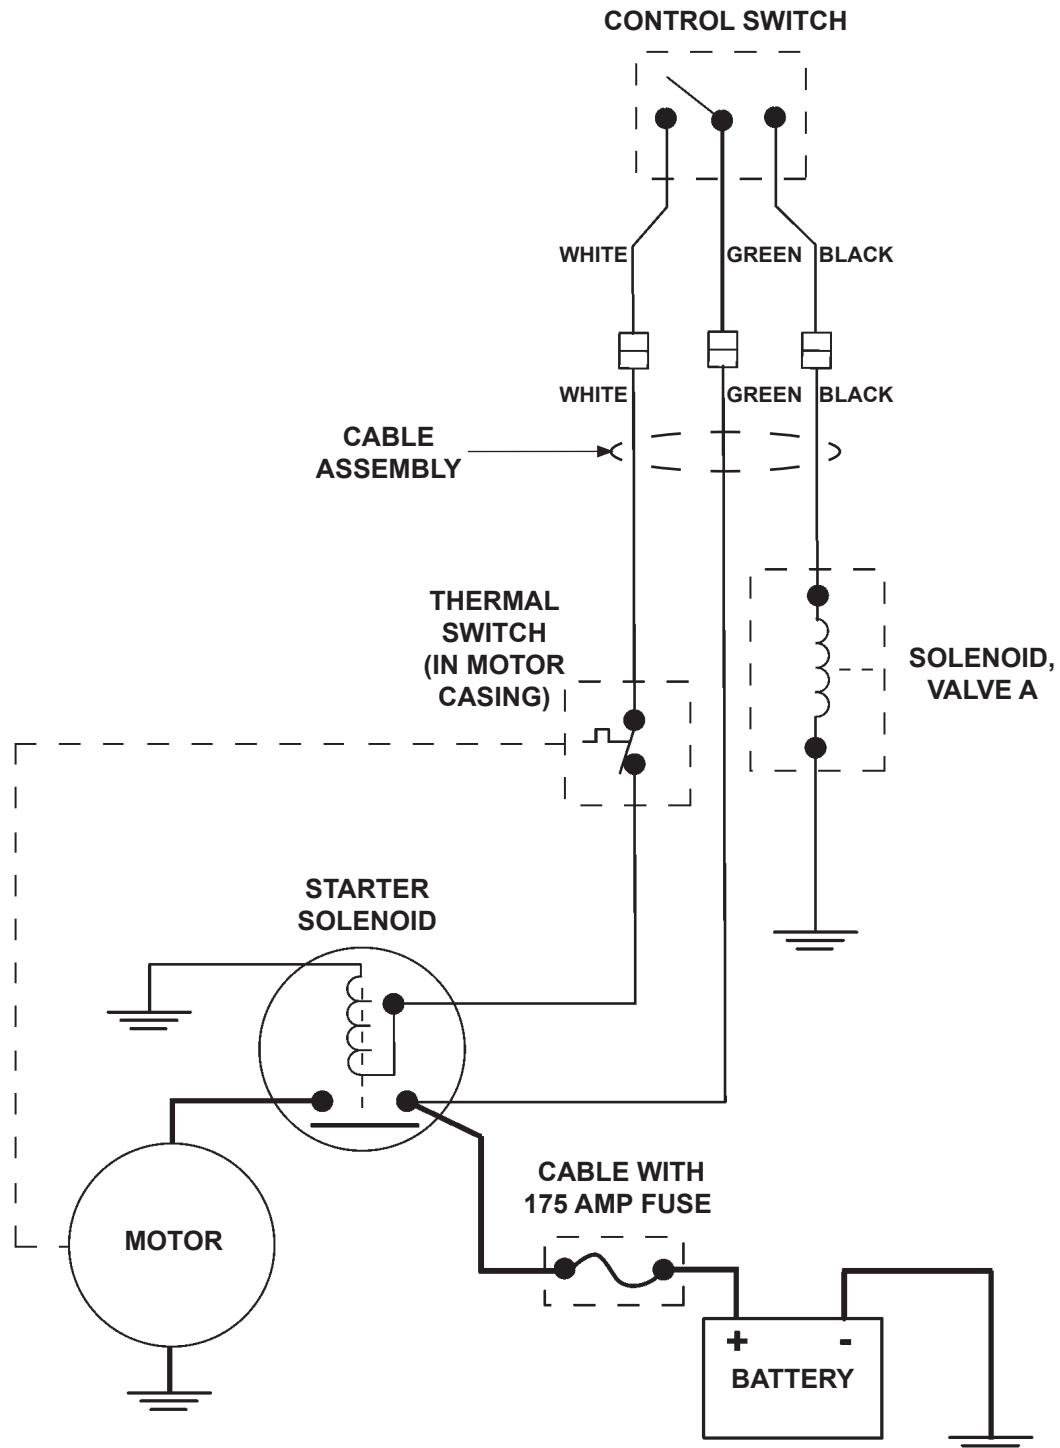 CONTROL SWITCH
WHITE
GREEN
BLACK
WHITE
GREEN
BLACK
CABLE
ASSEMBLY
THERMAL
SWITCH
(IN MOTOR
CASING)
SOLENOID,
VALVE A
STARTER
SOLENOID
CABLE WITH
175 AMP FUSE
MOTOR
+
-
BATTERY